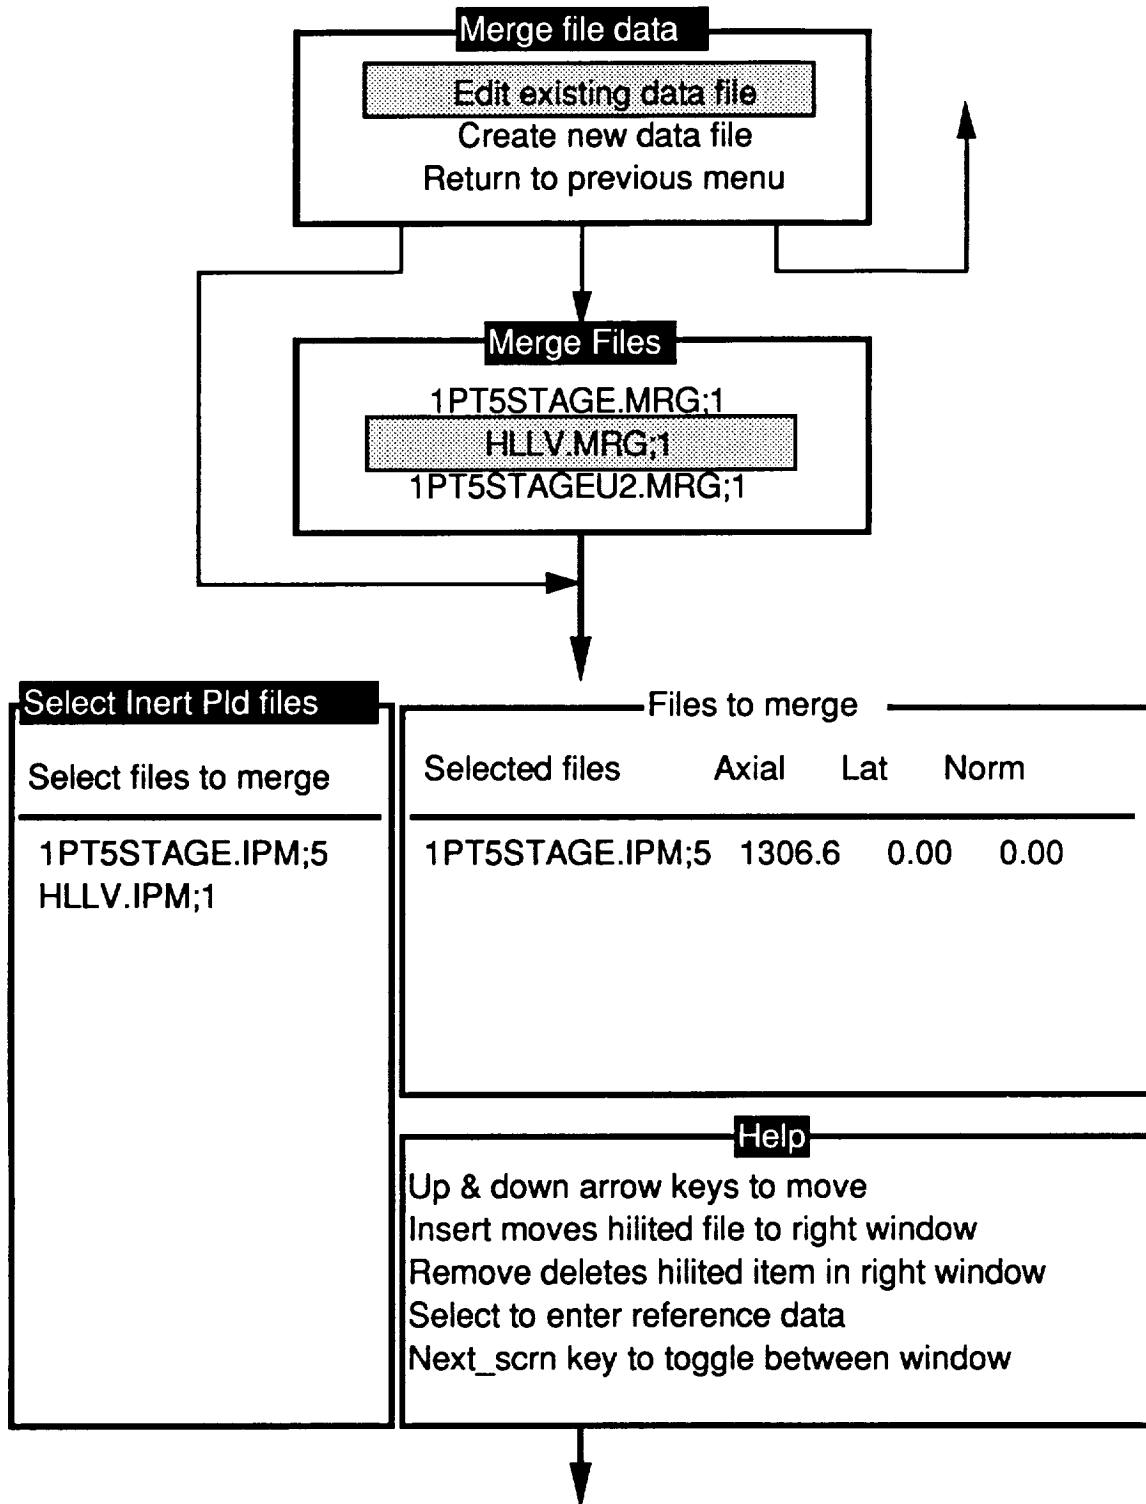 Merge file data
Edit existing data file
Create new data file
Return to previous menu
Merge Files
1PT5STAGE.MRG;1
HLLV.MRG;1
1PT5STAGEU2.MRG;1
Select Inert Pld files
Select files to merge
1PT5STAGE.IPM;5
HLLV.IPM;1
Files to merge
Selected files Axial Lat Norm
1PT5STAGE.IPM;5 1306.6 0.00 0.00
Help
Up & down arrow keys to move
Insert moves hilited file to right window
Remove deletes hilited item in right window
Select to enter reference data
Next_scrn key to toggle between window